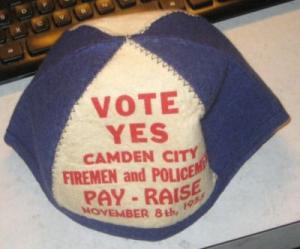 VOTE
YES
CAMDEN CITY
FIREMEN and POLICEMEN
PAY - RAISE
NOVEMBER 8th,